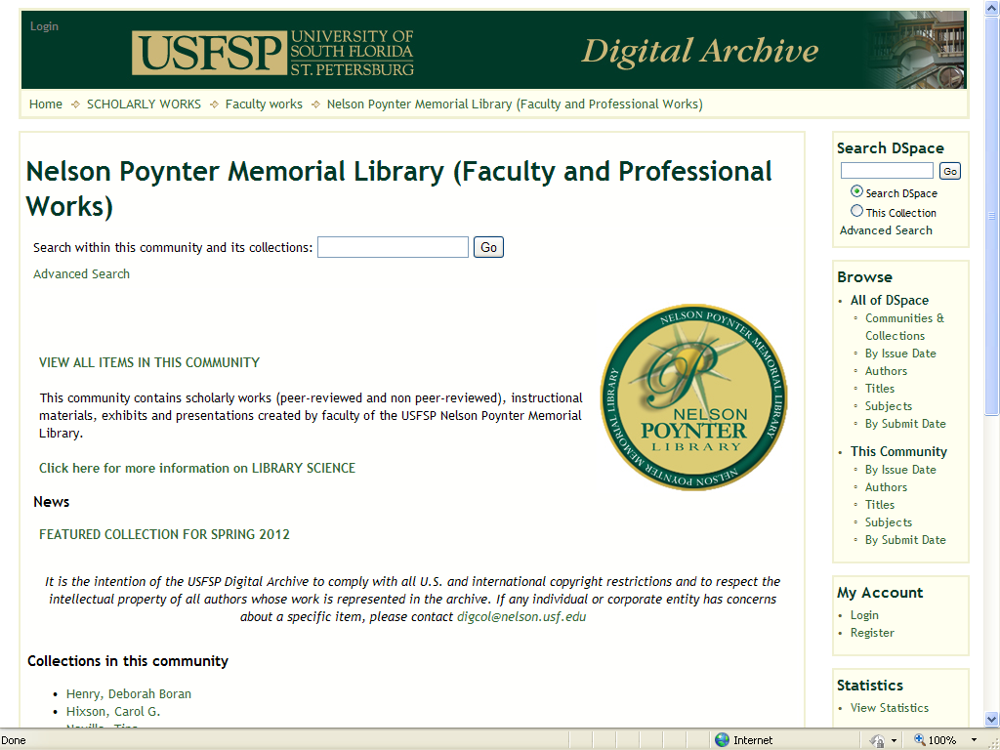 Login
USFSP UNIVERSITY OF
SOUTH FLORIDA
ST. PETERSBURG
Digital Archive
Home SCHOLARLY WORKS Faculty works Nelson Poynter Memorial Library (Faculty and Professional Works)
Nelson Poynter Memorial Library (Faculty and Professional
Works)
Search within this community and its collections: Go
Advanced Search
VIEW ALL ITEMS IN THIS COMMUNITY
This community contains scholarly works (peer-reviewed and non peer-reviewed), instructional
materials, exhibits and presentations created by faculty of the USFSP Nelson Poynter Memorial
Library.
Click here for more information on LIBRARY SCIENCE
NELSON POYNTER MEMORIAL LIBRARY
NELSON POYNTER MEMORIAL LIBRARY
P
NELSON
POYNTER
LIBRARY
News
FEATURED COLLECTION FOR SPRING 2012
It is the intention of the USFSP Digital Archive to comply with all U.S. and international copyright restrictions and to respect the
intellectual property of all authors whose work is represented in the archive. If any individual or corporate entity has concerns
about a specific item, please contact digcol@nelson.usf.edu
Collections in this community
• Henry, Deborah Boran
• Hixson, Carol G.
Search DSpace
Go
Search DSpace
This Collection
Advanced Search
Browse
• All of DSpace
Communities &
Collections
By Issue Date
Authors
Titles
Subjects
By Submit Date
• This Community
By Issue Date
Authors
Titles
Subjects
By Submit Date
My Account
• Login
• Register
Statistics
• View Statistics
Done
Internet
100%